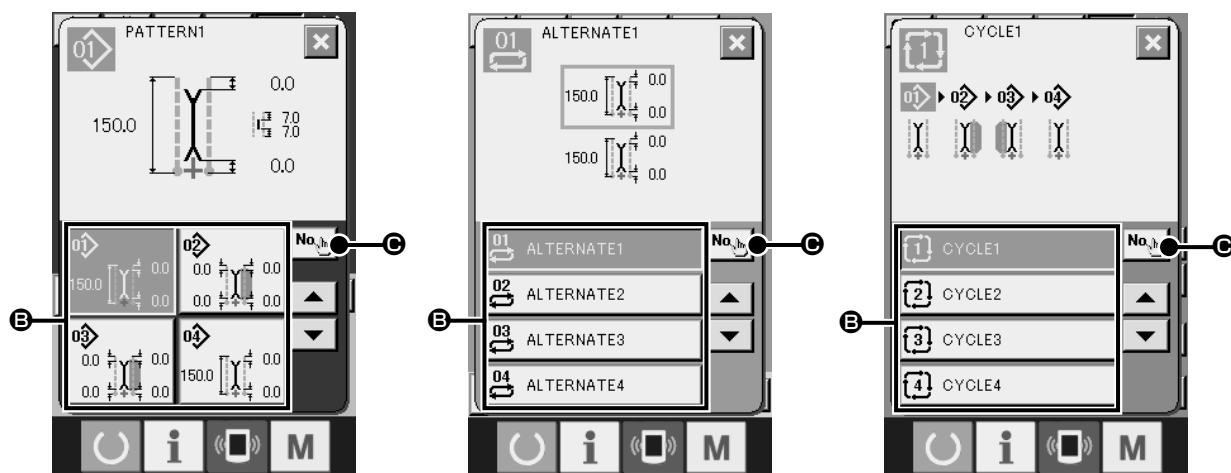 01
PATTERN1
150.0
0.0
7.0
7.0
0.0
01
02
No.
150.0
0.0
0.0
0.0
0.0
0.0
0.0
03
04
0.0
0.0
0.0
0.0
150.0
0.0
0.0
B
C
i
M
01
ALTERNATE1
150.0
0.0
0.0
150.0
0.0
0.0
01
ALTERNATE1
No.
02
ALTERNATE2
03
ALTERNATE3
04
ALTERNATE4
B
C
i
M
1
CYCLE1
01 02 03 04
1
CYCLE1
No.
2
CYCLE2
3
CYCLE3
4
CYCLE4
B
C
i
M